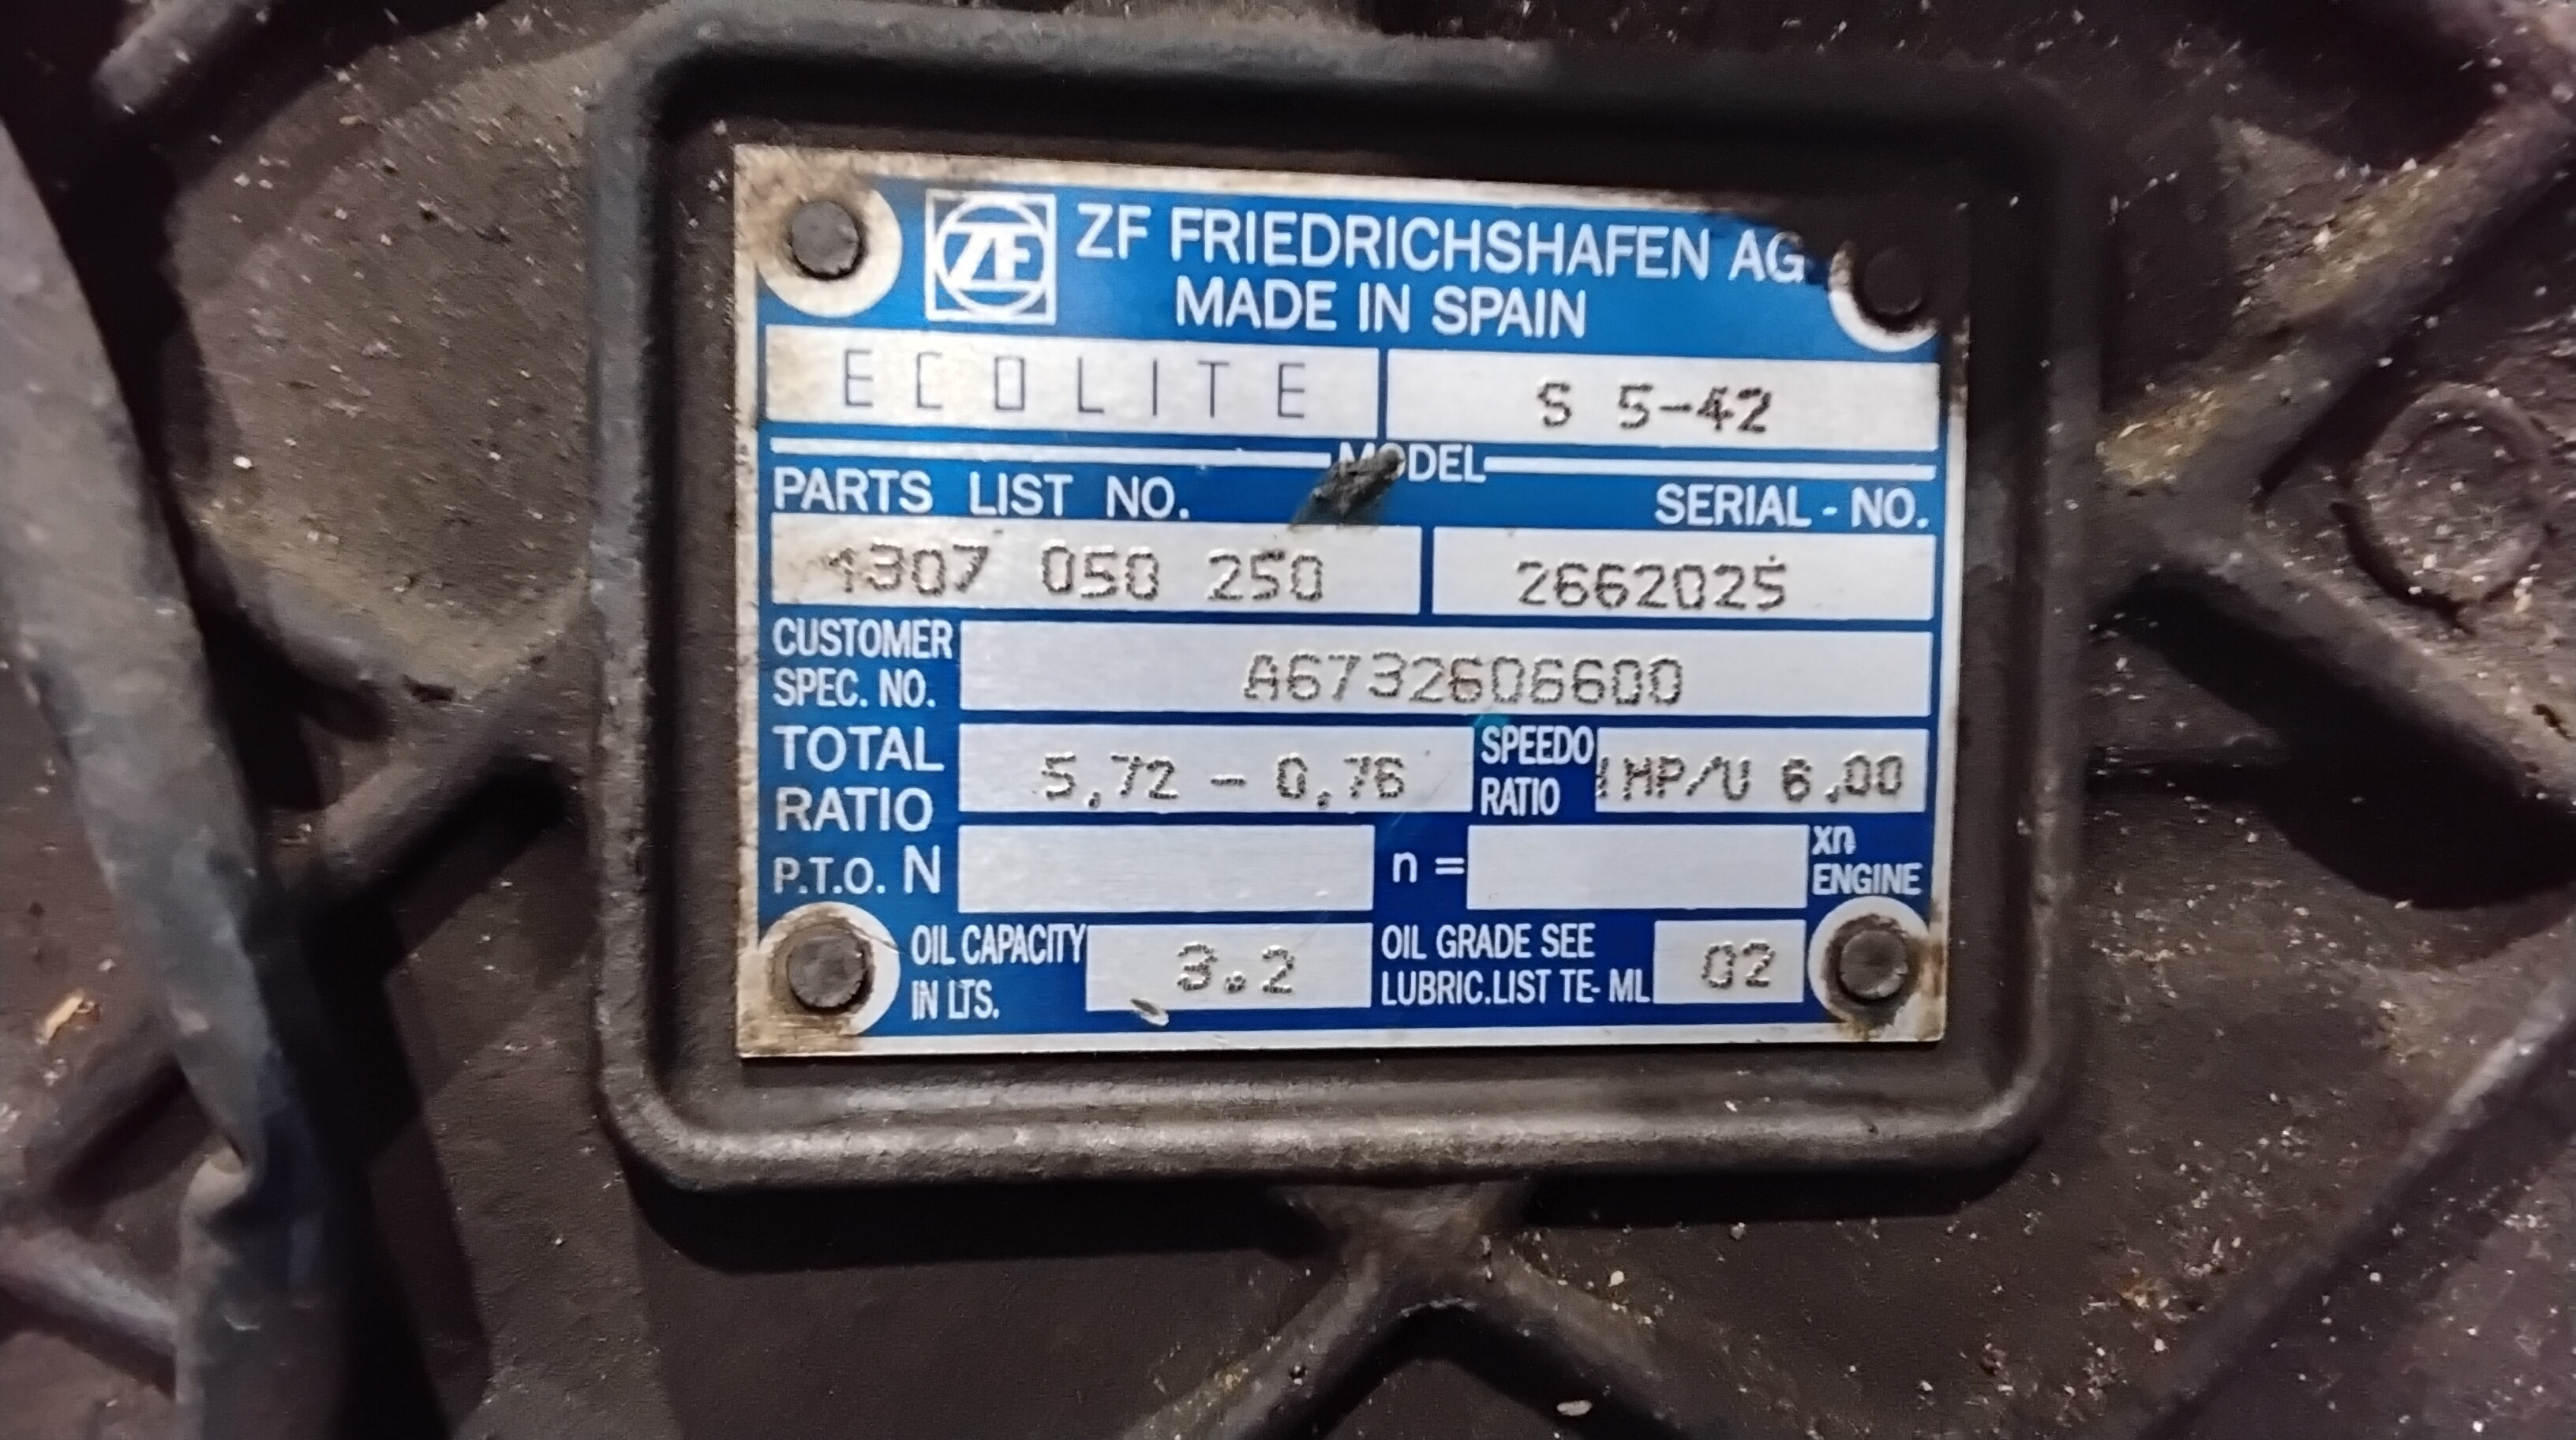 ZF ZF FRIEDRICHSHAFEN AG
MADE IN SPAIN
ECOLITE S 5-42
MODEL
PARTS LIST NO. SERIAL - NO.
1307 050 250 2662025
CUSTOMER SPEC. NO. A6732606600
TOTAL RATIO 5,72 - 0,76 SPEEDO RATIO IMP/U 6,00
P.T.O. N n = xn ENGINE
OIL CAPACITY IN LTS. 3.2 OIL GRADE SEE LUBRIC.LIST TE- ML 02